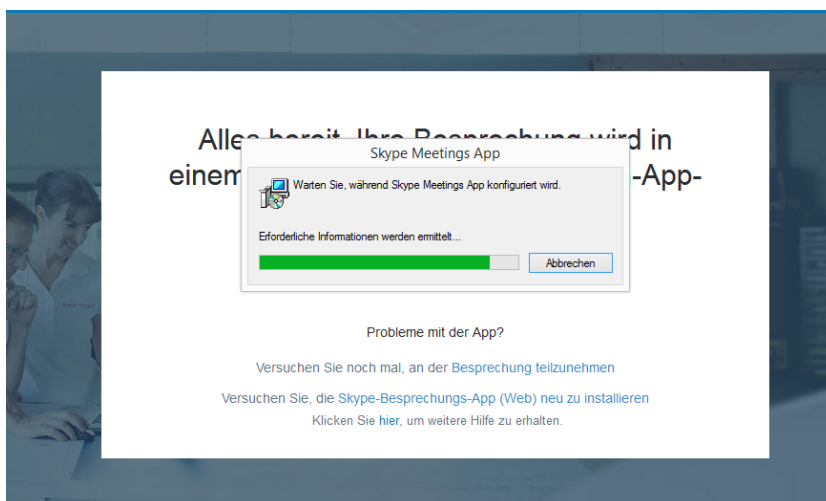 Alles bereit. Ihre Besprechung wird in
einem
-App-
Skype Meetings App
Warten Sie, während Skype Meetings App konfiguriert wird.
Erforderliche Informationen werden ermittelt...
Abbrechen
Probleme mit der App?
Versuchen Sie noch mal, an der Besprechung teilzunehmen
Versuchen Sie, die Skype-Besprechungs-App (Web) neu zu installieren
Klicken Sie hier, um weitere Hilfe zu erhalten.